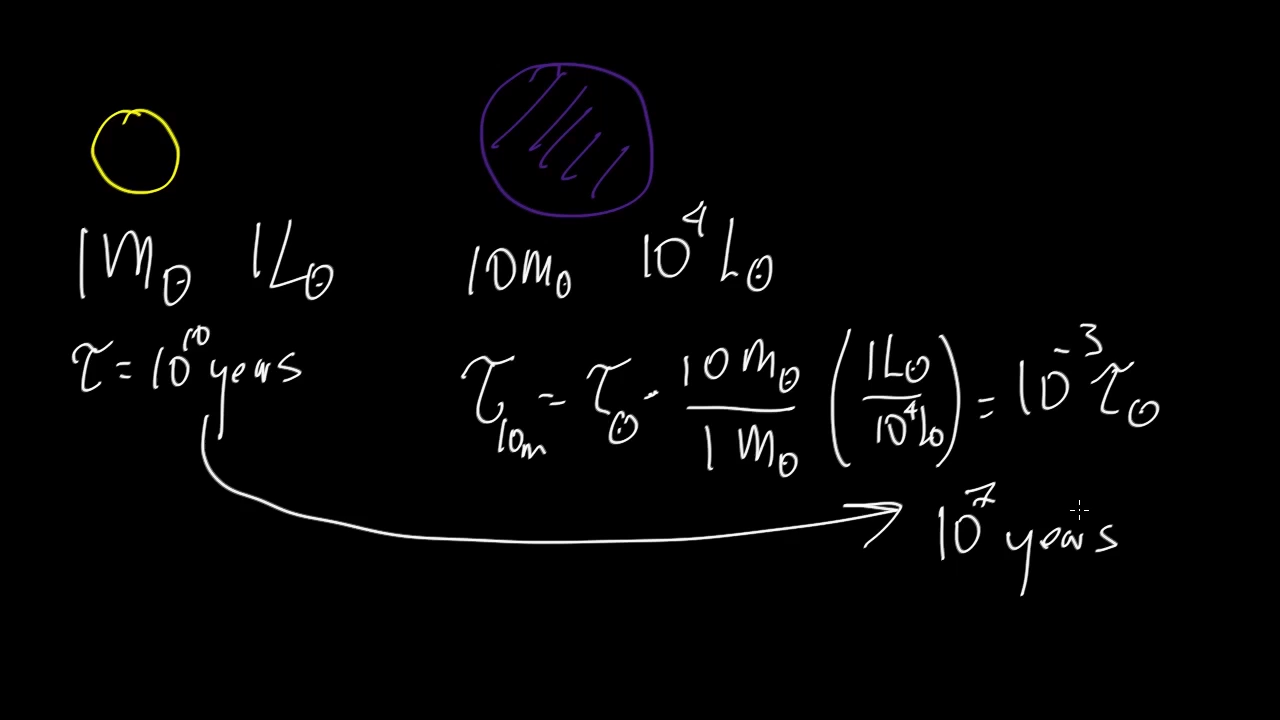 1M⊙ 1L⊙ 10M⊙ 10⁴L⊙
τ = 10¹⁰ years
τ₁₀ₘ = τ⊙ · 10M⊙ / 1M⊙ (1L⊙ / 10⁴L⊙) = 10⁻³τ⊙
10⁷ years